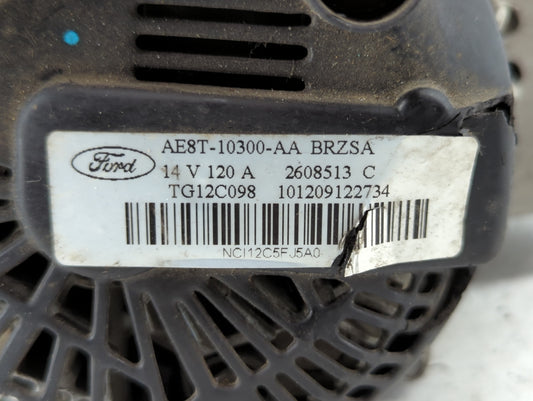 Ford
AE8T-10300-AA BRZSA
14 V 120 A 2608513 C
TG12C098 101209122734
NCI12C5FJ5A0